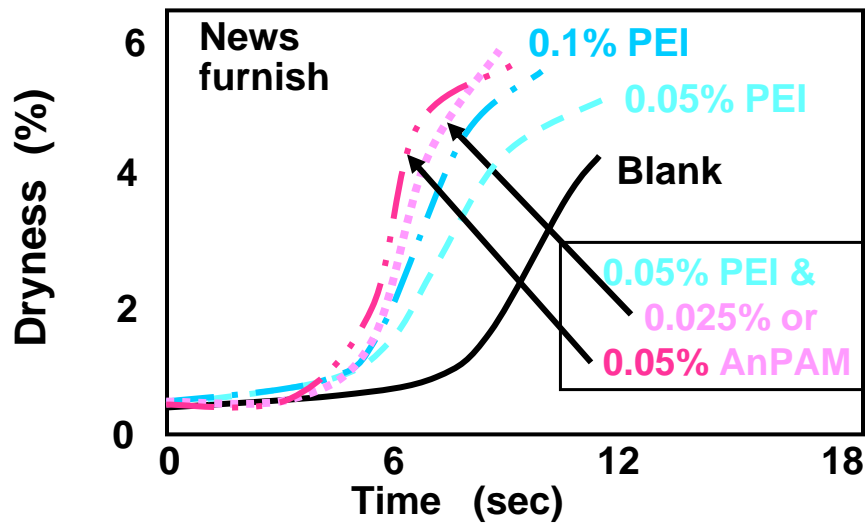 6
4
2
0
Dryness (%)
News
furnish
0.1% PEI
0.05% PEI
Blank
0.05% PEI &
0.025% or
0.05% AnPAM
0
6
12
18
Time (sec)